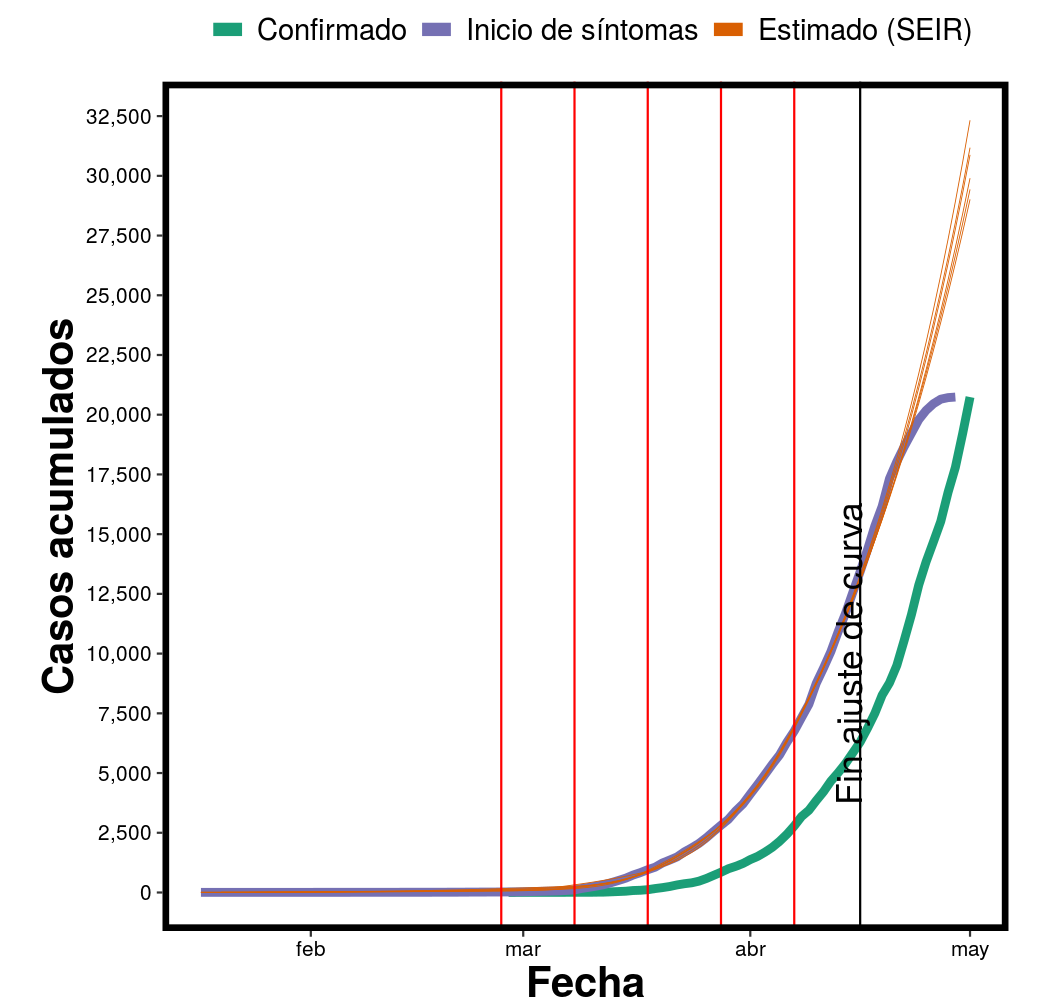 Confirmado Inicio de síntomas Estimado (SEIR)
32,500
30,000
27,500
25,000
22,500
20,000
17,500
15,000
12,500
10,000
7,500
5,000
2,500
0
Casos acumulados
Fin ajuste de curva
feb mar abr may
Fecha